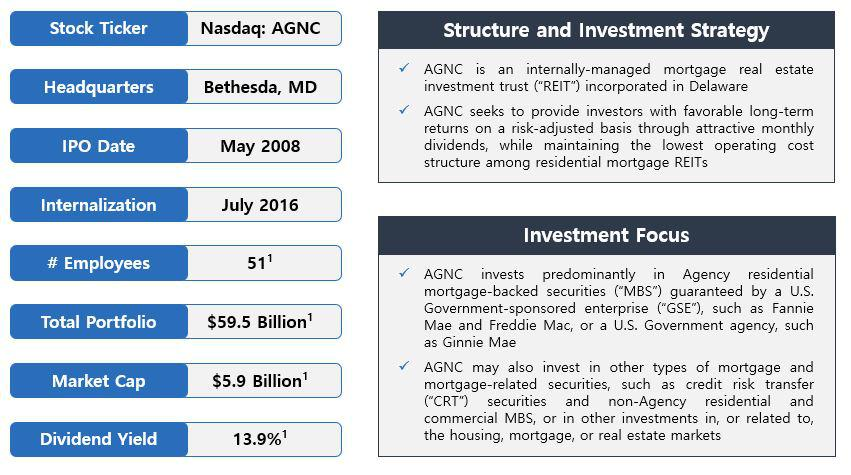 Stock Ticker Nasdaq: AGNC
Headquarters Bethesda, MD
IPO Date May 2008
Internalization July 2016
# Employees 51¹
Total Portfolio $59.5 Billion¹
Market Cap $5.9 Billion¹
Dividend Yield 13.9%¹
Structure and Investment Strategy
✓ AGNC is an internally-managed mortgage real estate
investment trust (“REIT”) incorporated in Delaware
✓ AGNC seeks to provide investors with favorable long-term
returns on a risk-adjusted basis through attractive monthly
dividends, while maintaining the lowest operating cost
structure among residential mortgage REITs
Investment Focus
✓ AGNC invests predominantly in Agency residential
mortgage-backed securities (“MBS”) guaranteed by a U.S.
Government-sponsored enterprise (“GSE”), such as Fannie
Mae and Freddie Mac, or a U.S. Government agency, such
as Ginnie Mae
✓ AGNC may also invest in other types of mortgage and
mortgage-related securities, such as credit risk transfer
(“CRT”) securities and non-Agency residential and
commercial MBS, or in other investments in, or related to,
the housing, mortgage, or real estate markets